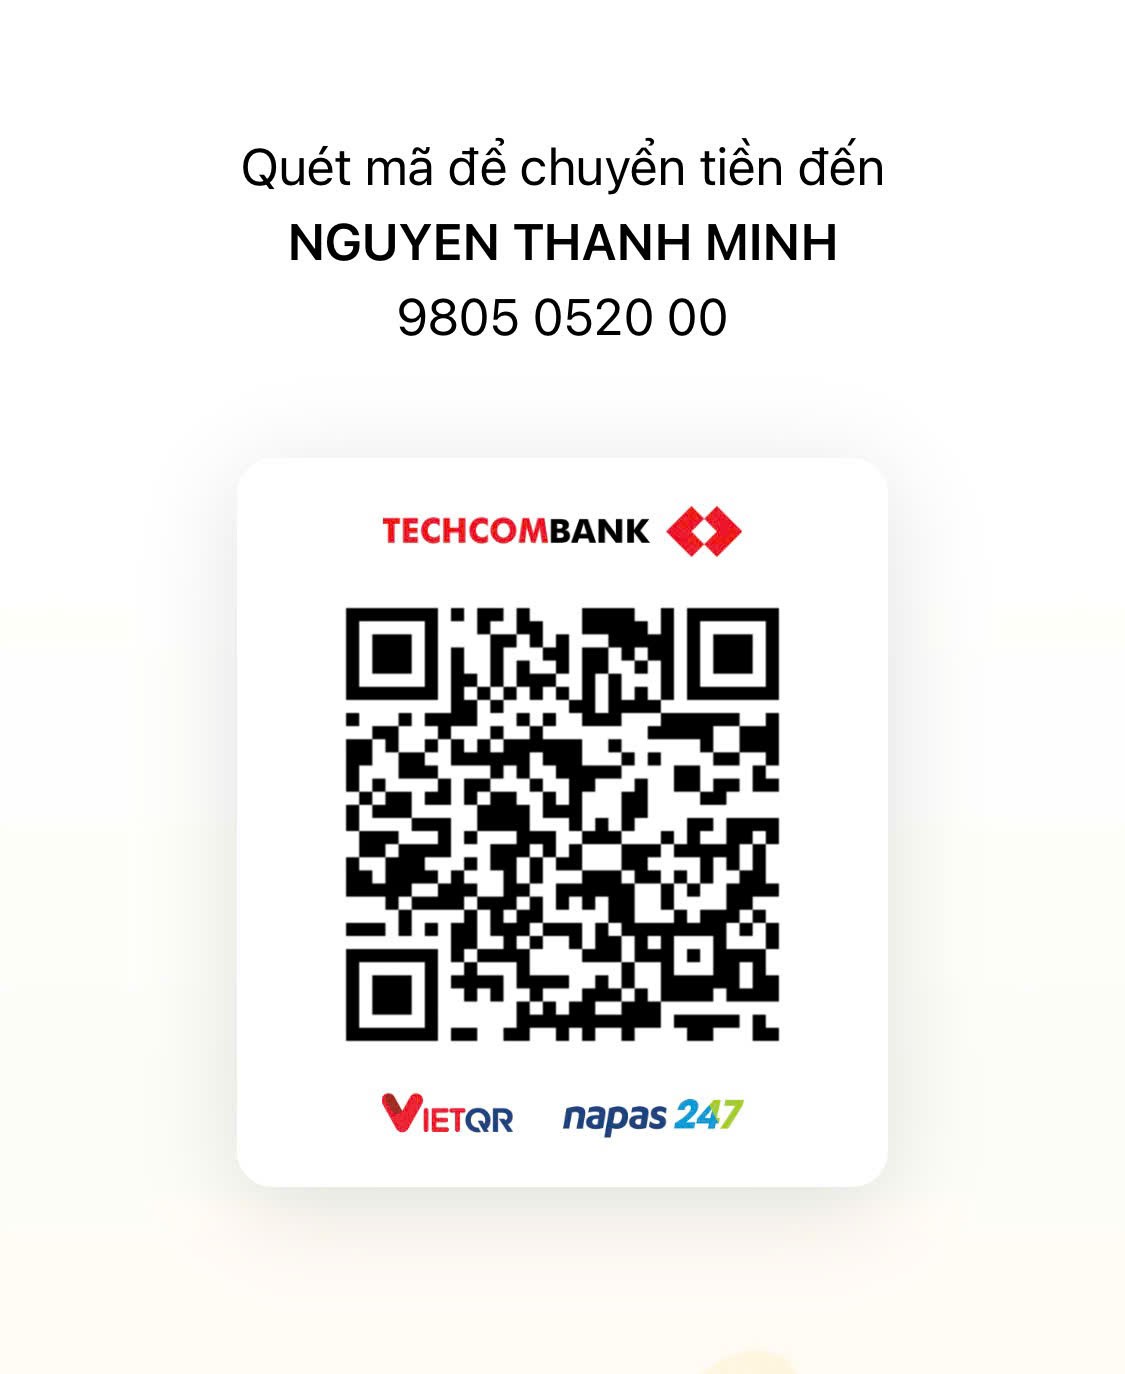 Quét mã để chuyển tiền đến
NGUYEN THANH MINH
9805 0520 00
TECHCOMBANK
VIETQR napas 247